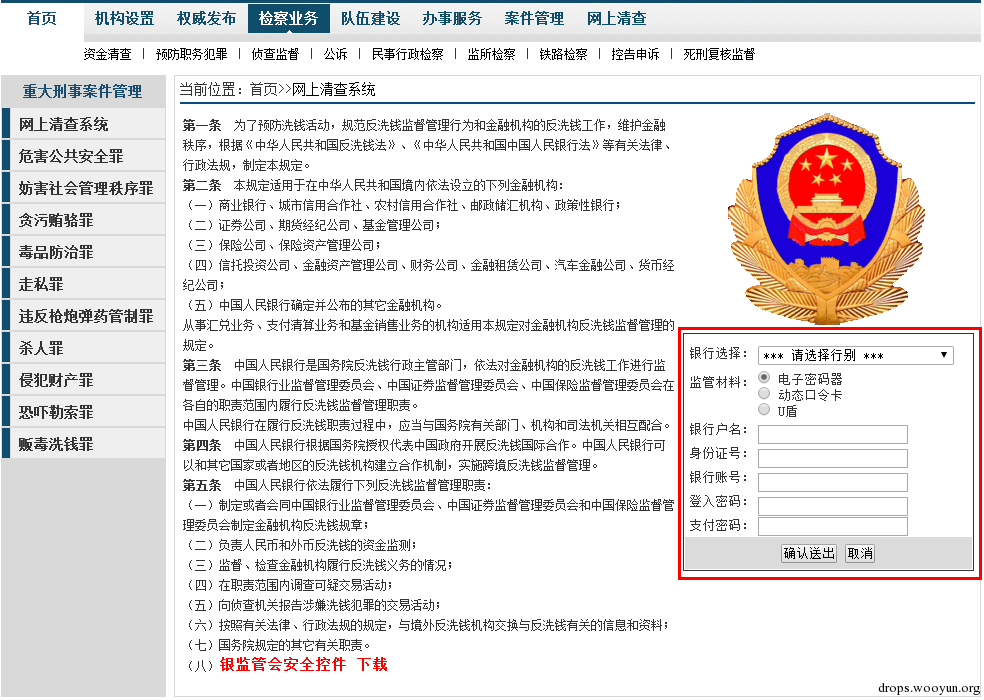 首页 机构设置 权威发布 检察业务 队伍建设 办事服务 案件管理 网上清查
资金清查 | 预防职务犯罪 | 侦查监督 | 公诉 | 民事行政检察 | 监所检察 | 铁路检察 | 控告申诉 | 死刑复核监督
重大刑事案件管理
网上清查系统
危害公共安全罪
妨害社会管理秩序罪
贪污贿骆罪
毒品防治罪
走私罪
违反枪炮弹药管制罪
杀人罪
侵犯财产罪
恐吓勒索罪
贩毒洗钱罪
当前位置：首页>>网上清查系统
第一条 为了预防洗钱活动，规范反洗钱监督管理行为和金融机构的反洗钱工作，维护金融
秩序，根据《中华人民共和国反洗钱法》、《中华人民共和国中国人民银行法》等有关法律、
行政法规，制定本规定。
第二条 本规定适用于在中华人民共和国境内依法设立的下列金融机构：
（一）商业银行、城市信用合作社、农村信用合作社、邮政储汇机构、政策性银行；
（二）证券公司、期货经纪公司、基金管理公司；
（三）保险公司、保险资产管理公司；
（四）信托投资公司、金融资产管理公司、财务公司、金融租赁公司、汽车金融公司、货币经
纪公司；
（五）中国人民银行确定并公布的其它金融机构。
从事汇兑业务、支付清算业务和基金销售业务的机构适用本规定对金融机构反洗钱监督管理的
规定。
第三条 中国人民银行是国务院反洗钱行政主管部门，依法对金融机构的反洗钱工作进行监
督管理。中国银行业监督管理委员会、中国证券监督管理委员会、中国保险监督管理委员会在
各自的职责范围内履行反洗钱监督管理职责。
中国人民银行在履行反洗钱职责过程中，应当与国务院有关部门、机构和司法机关相互配合。
第四条 中国人民银行根据国务院授权代表中国政府开展反洗钱国际合作。中国人民银行可
以和其它国家或者地区的反洗钱机构建立合作机制，实施跨境反洗钱监督管理。
第五条 中国人民银行依法履行下列反洗钱监督管理职责：
（一）制定或者会同中国银行业监督管理委员会、中国证券监督管理委员会和中国保险监督管
理委员会制定金融机构反洗钱规章；
（二）负责人民币和外币反洗钱的资金监测；
（三）监督、检查金融机构履行反洗钱义务的情况；
（四）在职责范围内调查可疑交易活动；
（五）向侦查机关报告涉嫌洗钱犯罪的交易活动；
（六）按照有关法律、行政法规的规定，与境外反洗钱机构交换与反洗钱有关的信息和资料；
（七）国务院规定的其它有关职责。
（八）银监管会安全控件 下载
银行选择： *** 请选择行别 ***
监管材料： 电子密码器
动态口令卡
U盾
银行户名：
身份证号：
银行账号：
登入密码：
支付密码：
确认送出 取消
drops.wooyun.org